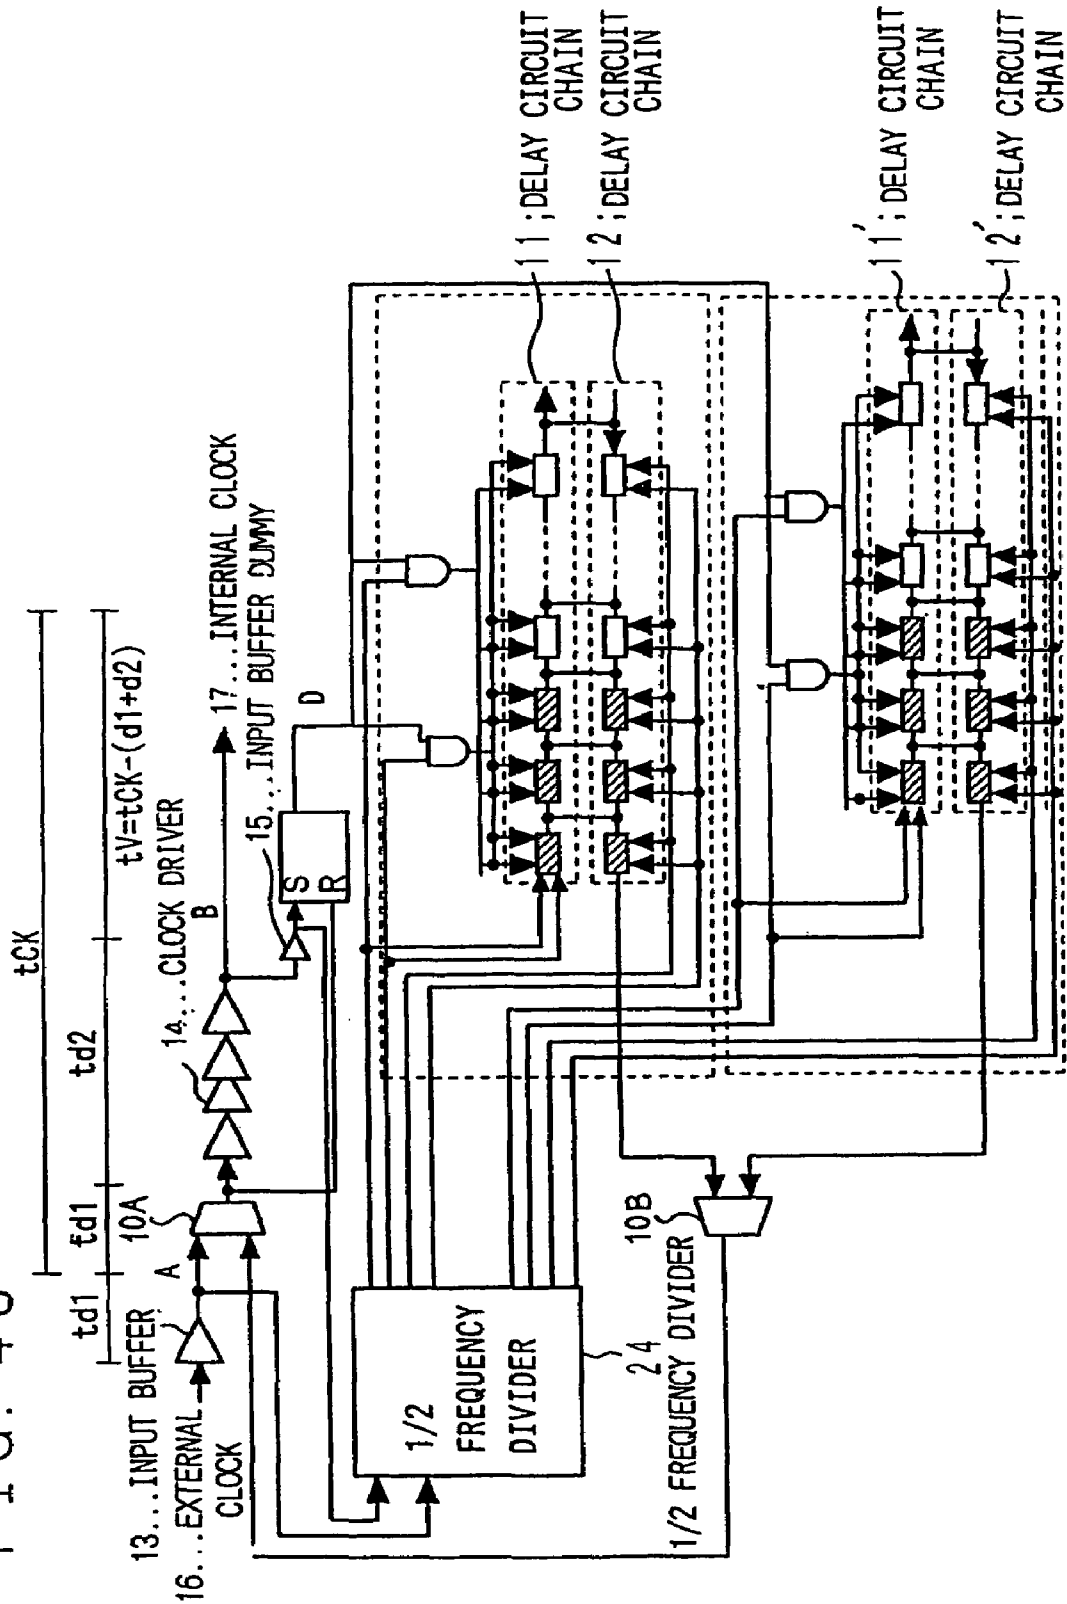 tCK
td1
td1
td2
tV=tCK-(d1+d2)
13...INPUT BUFFER
16...EXTERNAL
CLOCK
A
10A
14...CLOCK DRIVER
B
17...INTERNAL CLOCK
15...INPUT BUFFER DUMMY
S
R
D
1/2
FREQUENCY
DIVIDER
24
1/2 FREQUENCY DIVIDER
10B
11;DELAY CIRCUIT
CHAIN
12;DELAY CIRCUIT
CHAIN
11';DELAY CIRCUIT
CHAIN
12';DELAY CIRCUIT
CHAIN